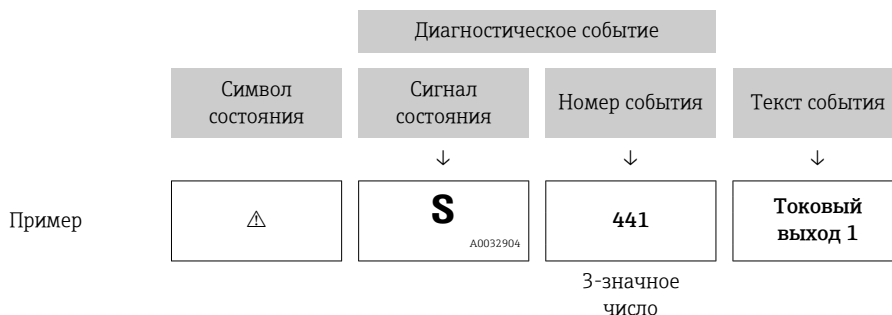 Диагностическое событие
Символ
состояния
Сигнал
состояния
Номер события
Текст события
↓
↓
↓
Пример
⚠
S
A0032904
441
Токовый
выход 1
3-значное
число